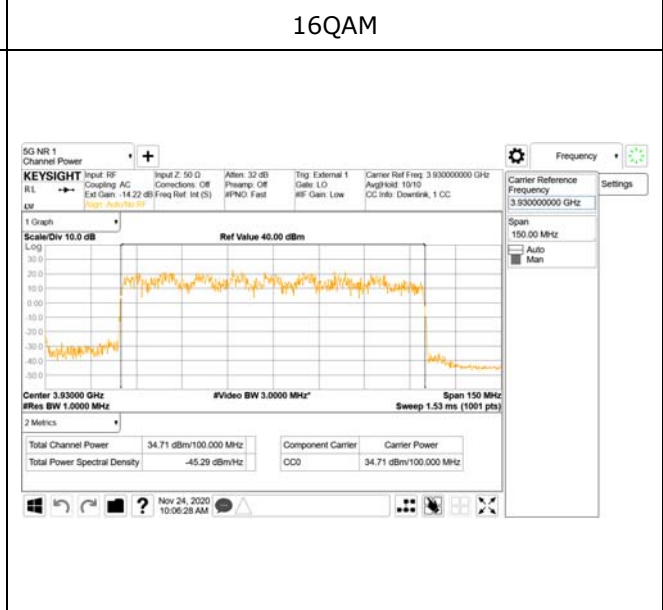 16QAM
5G NR 1
Channel Power
Frequency
KEYSIGHT
RL
Input: RF
Coupling: AC
Ext Gain: -14.22 dB
Align: Auto/No RF
Input Z: 50 Ω
Corrections: Off
Freq Ref: Int (S)
Atten: 32 dB
Preamp: Off
#PNO: Fast
Trig: External 1
Gate: LO
#IF Gain: Low
Carrier Ref Freq: 3.930000000 GHz
Avg|Hold: 10/10
CC Info: Downlink, 1 CC
Carrier Reference
Frequency
3.930000000 GHz
Settings
Span
150.00 MHz
Auto
Man
1 Graph
Scale/Div 10.0 dB
Ref Value 40.00 dBm
Log
30.0
20.0
10.0
0.00
-10.0
-20.0
-30.0
-40.0
-50.0
Center 3.93000 GHz
#Video BW 3.0000 MHz*
Span 150 MHz
#Res BW 1.0000 MHz
Sweep 1.53 ms (1001 pts)
2 Metrics
Total Channel Power 34.71 dBm/100.000 MHz
Total Power Spectral Density -45.29 dBm/Hz
Component Carrier Carrier Power
CC0 34.71 dBm/100.000 MHz
?
Nov 24, 2020
10:06:28 AM